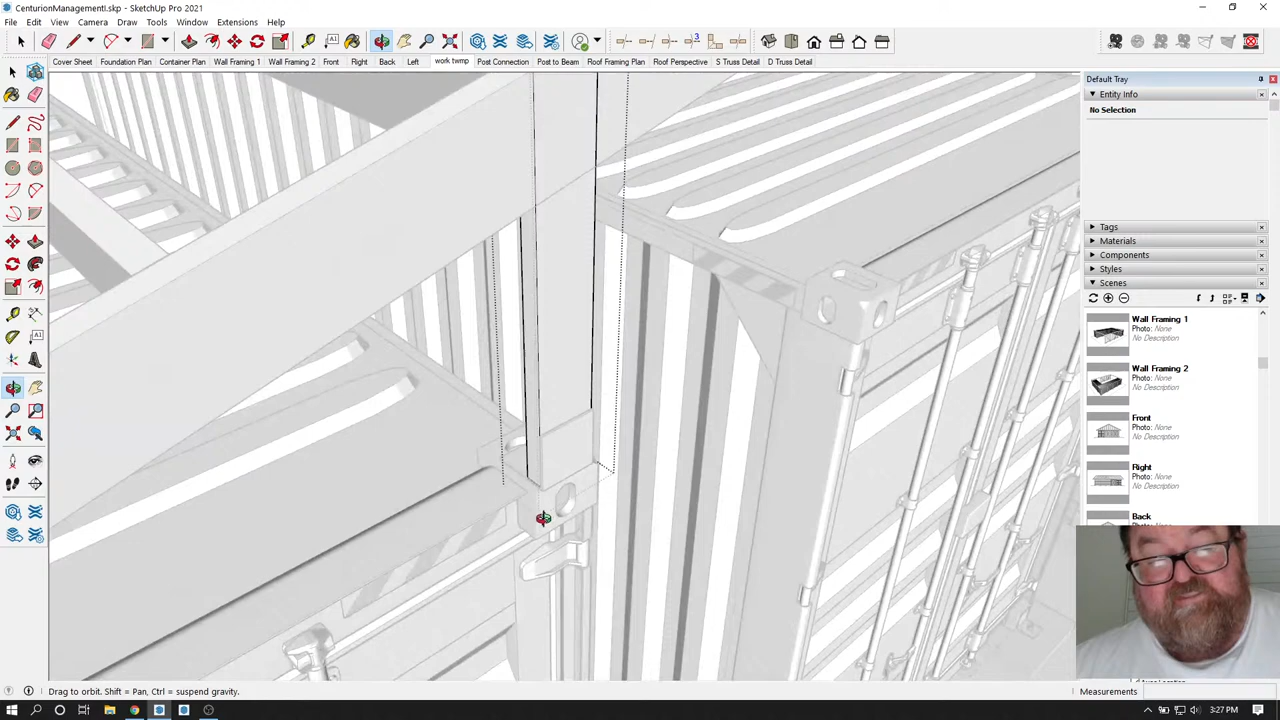 CenturionManagementI.skp - SketchUp Pro 2021
File Edit View Camera Draw Tools Window Extensions Help
Cover Sheet Foundation Plan Container Plan Wall Framing 1 Wall Framing 2 Front Right Back Left work twmp Post Connection Post to Beam Roof Framing Plan Roof Perspective S Truss Detail D Truss Detail
Default Tray
Entity Info
No Selection
Tags
Materials
Components
Styles
Scenes
Wall Framing 1
Photo: None
No Description
Wall Framing 2
Photo: None
No Description
Front
Photo: None
No Description
Right
Photo: None
No Description
Back
Drag to orbit. Shift = Pan, Ctrl = suspend gravity.
Measurements
3:27 PM